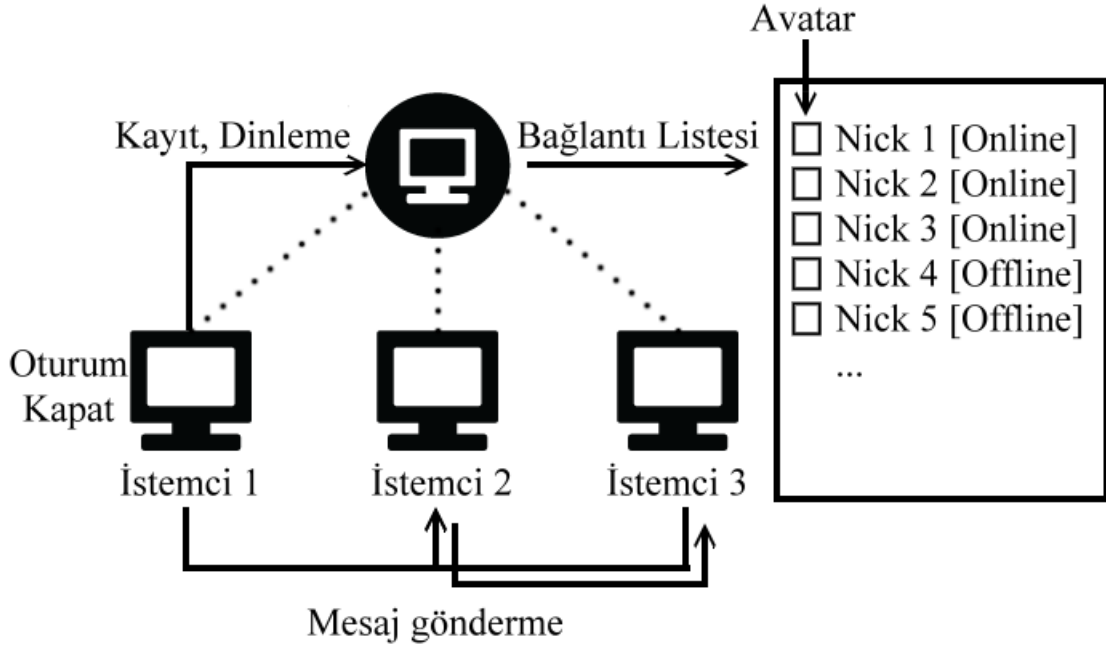 Avatar
Kayıt, Dinleme
Bağlantı Listesi
Nick 1 [Online]
Nick 2 [Online]
Nick 3 [Online]
Nick 4 [Offline]
Nick 5 [Offline]
...
Oturum
Kapat
İstemci 1
İstemci 2
İstemci 3
Mesaj gönderme